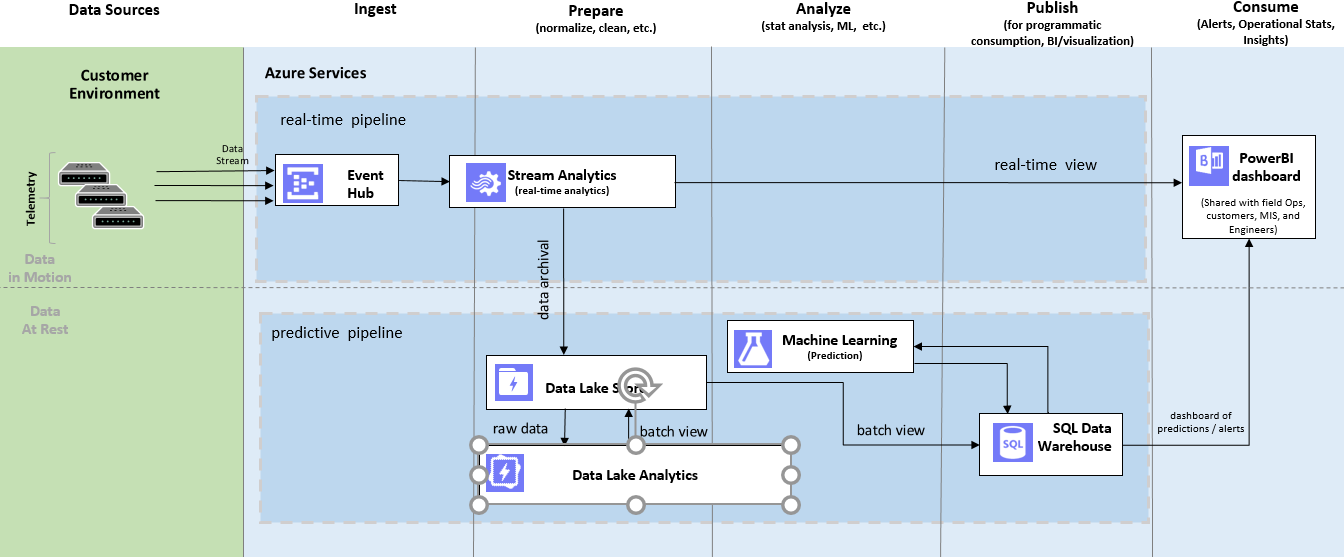 Data Sources
Ingest
Prepare
(normalize, clean, etc.)
Analyze
(stat analysis, ML, etc.)
Publish
(for programmatic
consumption, BI/visualization)
Consume
(Alerts, Operational Stats,
Insights)
Customer
Environment
Azure Services
real-time pipeline
Telemetry
Data
Stream
Event
Hub
Stream Analytics
(real-time analytics)
real-time view
PowerBI
dashboard
(Shared with field Ops,
customers, MIS, and
Engineers)
Data
in Motion
data archival
Data
At Rest
predictive pipeline
Machine Learning
(Prediction)
Data Lake Store
raw data
batch view
batch view
SQL
SQL Data
Warehouse
dashboard of
predictions / alerts
Data Lake Analytics